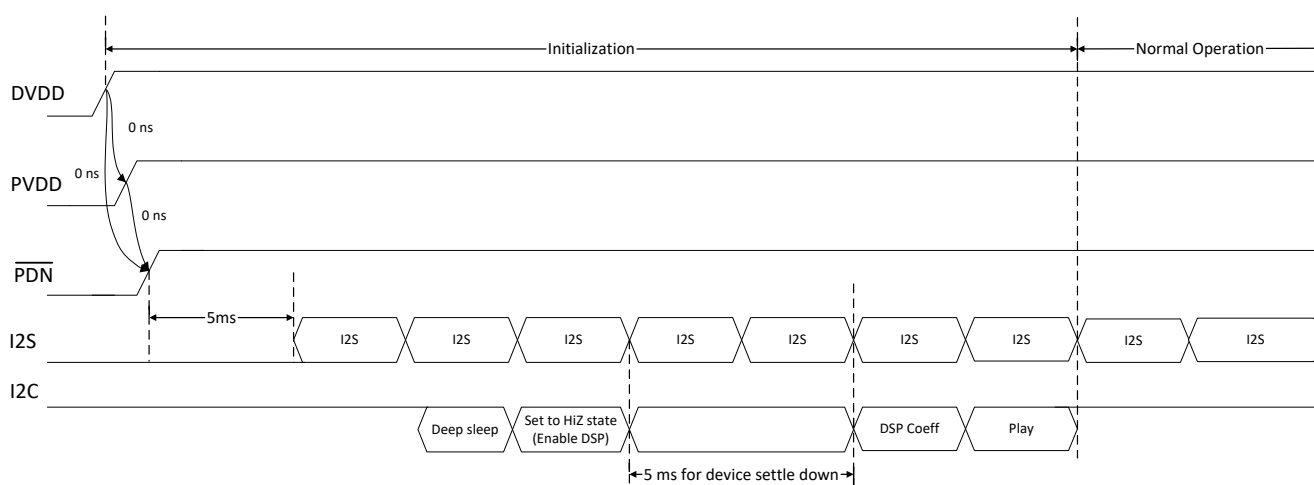 Initialization
Normal Operation
DVDD
0 ns
PVDD
0 ns
0 ns
PDN
5ms
I2S
I2S
I2S
I2S
I2S
I2S
I2S
I2S
I2S
I2S
I2C
Deep sleep
Set to HiZ state
(Enable DSP)
DSP Coeff
Play
5 ms for device settle down